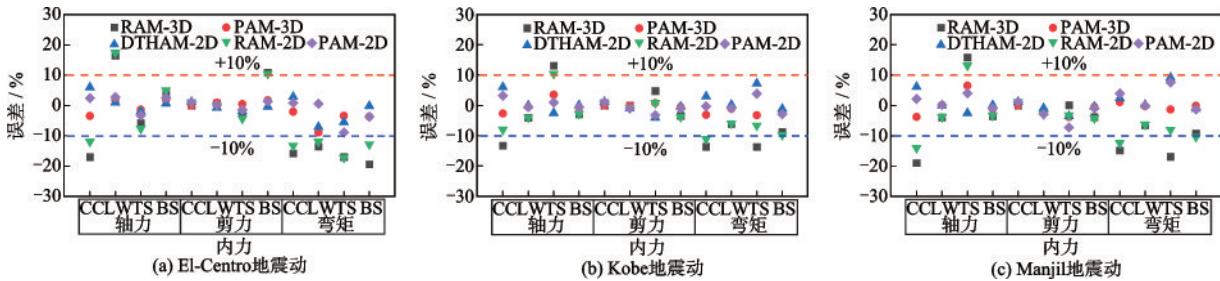 30
20
10
0
−10
−20
−30
误差 / %
RAM-3D PAM-3D
DTHAM-2D RAM-2D PAM-2D
+10%
−10%
CCLWTS BS CCLWTS BS CCLWTS BS
轴力 剪力 弯矩
内力
(a) El-Centro地震动
30
20
10
0
−10
−20
30
误差 / %
RAM-3D PAM-3D
DTHAM-2D RAM-2D PAM-2D
+10%
−10%
CCLWTS BS CCLWTS BS CCLWTS BS
轴力 剪力 弯矩
内力
(b) Kobe地震动
30
20
10
0
−10
−20
30
误差 / %
RAM-3D PAM-3D
DTHAM-2D RAM-2D PAM-2D
+10%
−10%
CCLWTS BS CCLWTS BS CCLWTS BS
轴力 剪力 弯矩
内力
(c) Manjil地震动